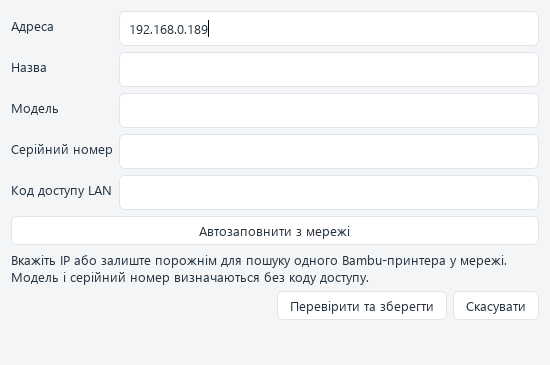 Адреса 192.168.0.189
Назва
Модель
Серійний номер
Код доступу LAN
Автозаповнити з мережі
Вкажіть IP або залиште порожнім для пошуку одного Bambu-принтера у мережі.
Модель і серійний номер визначаються без коду доступу.
Перевірити та зберегти Скасувати